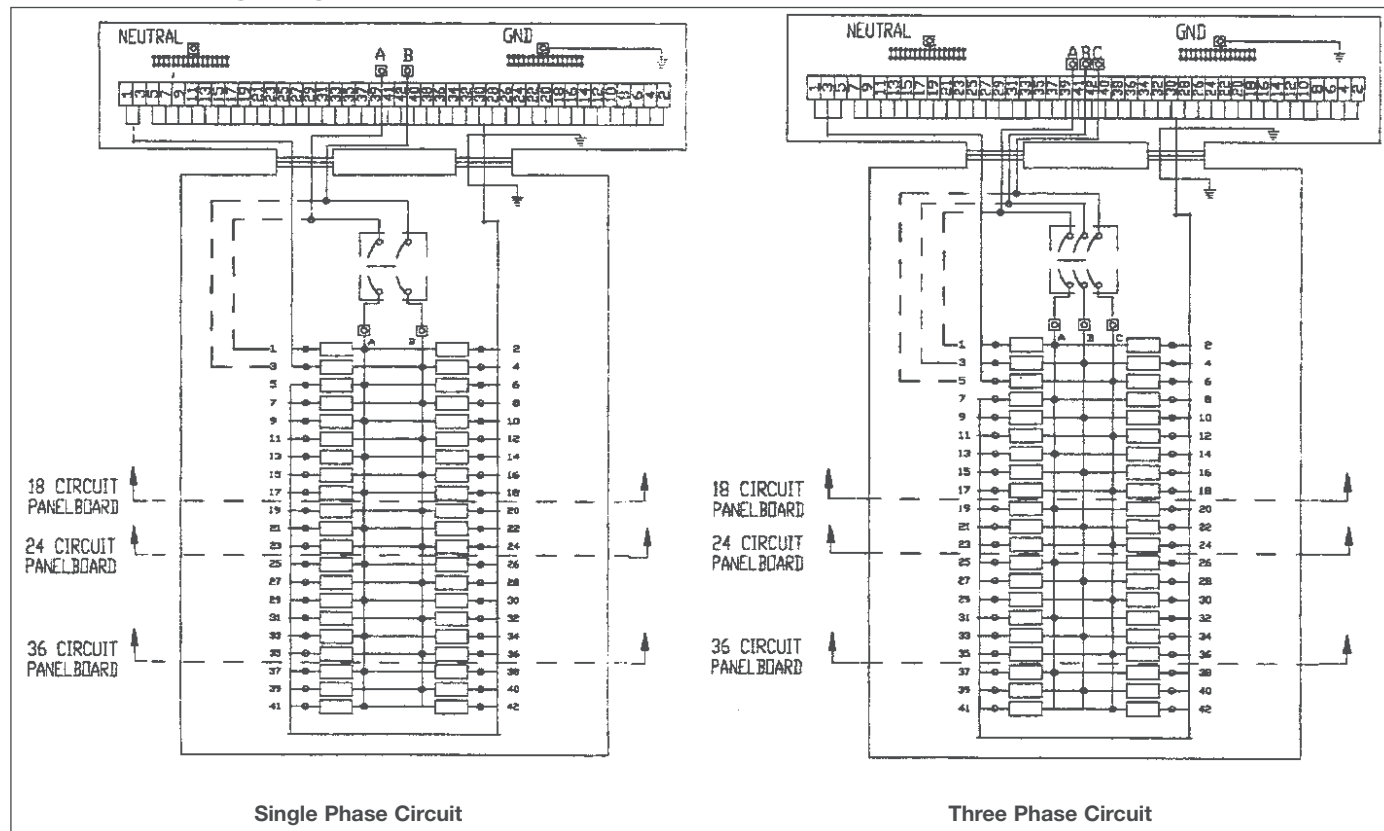 NEUTRAL
GND
A B
1 3
2
1 2
3 4
5 6
7 8
9 10
11 12
13 14
15 16
17 18
19 20
21 22
23 24
25 26
27 28
29 30
31 32
33 34
35 36
37 38
39 40
41 42
A B
18 CIRCUIT
PANELBOARD
24 CIRCUIT
PANELBOARD
36 CIRCUIT
PANELBOARD
Single Phase Circuit
NEUTRAL
GND
A B C
A B C
1 2
3 4
5 6
7 8
9 10
11 12
13 14
15 16
17 18
19 20
21 22
23 24
25 26
27 28
29 30
31 32
33 34
35 36
37 38
39 40
41 42
18 CIRCUIT
PANELBOARD
24 CIRCUIT
PANELBOARD
36 CIRCUIT
PANELBOARD
Three Phase Circuit